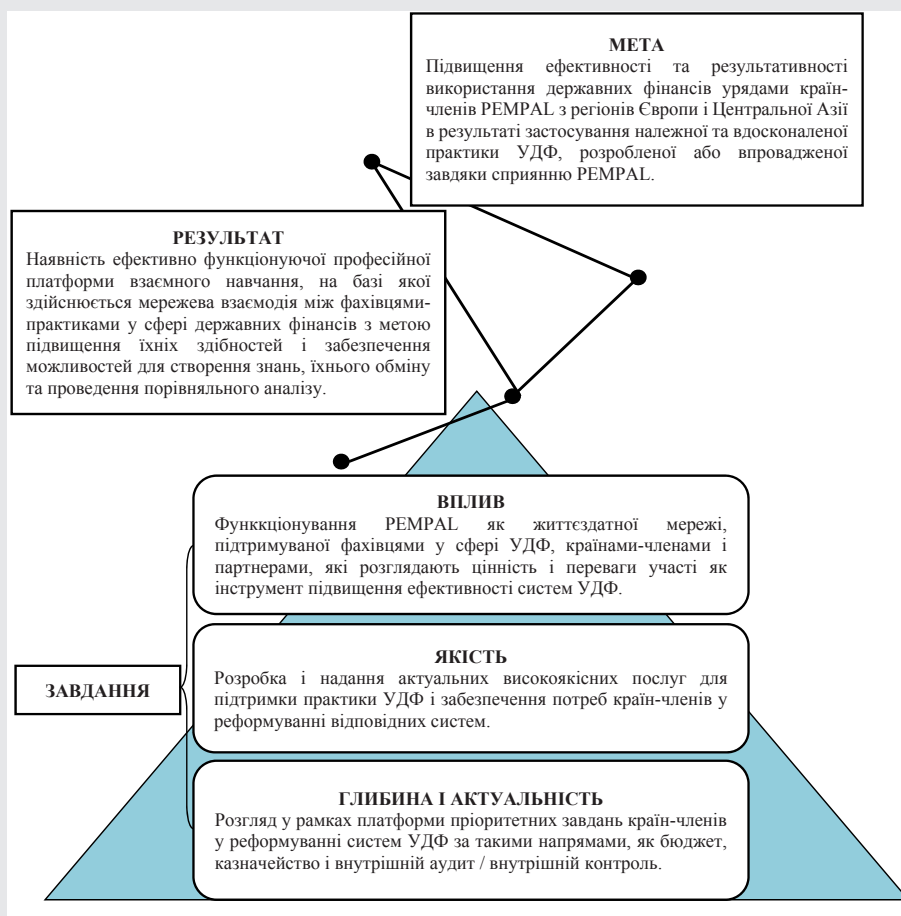 МЕТА
Підвищення ефективності та результативності
використання державних фінансів урядами країн-
членів PEMPAL з регіонів Європи і Центральної Азії
в результаті застосування належної та вдосконаленої
практики УДФ, розробленої або впровадженої
завдяки сприянню PEMPAL.
РЕЗУЛЬТАТ
Наявність ефективно функціонуючої професійної
платформи взаємного навчання, на базі якої
здійснюється мережева взаємодія між фахівцями-
практиками у сфері державних фінансів з метою
підвищення їхніх здібностей і забезпечення
можливостей для створення знань, їхнього обміну
та проведення порівняльного аналізу.
ВПЛИВ
Функкціонування PEMPAL як життєздатної мережі,
підтримуваної фахівцями у сфері УДФ, країнами-членами і
партнерами, які розглядають цінність і переваги участі як
інструмент підвищення ефективності систем УДФ.
ЗАВДАННЯ
ЯКІСТЬ
Розробка і надання актуальних високоякісних послуг для
підтримки практики УДФ і забезпечення потреб країн-членів у
реформуванні відповідних систем.
ГЛИБИНА І АКТУАЛЬНІСТЬ
Розгляд у рамках платформи пріоритетних завдань країн-членів
у реформуванні систем УДФ за такими напрямами, як бюджет,
казначейство і внутрішній аудит / внутрішній контроль.